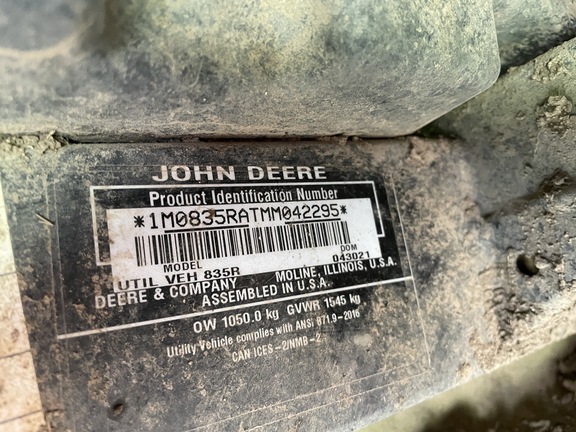 JOHN DEERE
Product Identification Number
*1M0835RATMM042295*
MODEL DOM
UTIL VEH 835R 043021
DEERE & COMPANY MOLINE, ILLINOIS, U.S.A.
ASSEMBLED IN U.S.A.
OW 1050.0 kg GVWR 1545 kg
Utility Vehicle complies with ANSI B71.9-2016
CAN ICES-2/NMB-2